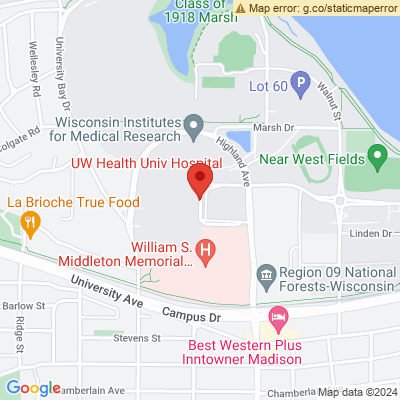 Map error: g.co/staticmaperror
Class of
1918 Marsh
Wellesley Rd
University Bay Dr
Colgate Rd
Lot 60
P
Walnut St
Marsh Dr
Wisconsin Institutes
for Medical Research
Highland Ave
UW Health Univ Hospital
Near West Fields
La Brioche True Food
Linden Dr
William S.
Middleton Memorial...
H
Region 09 National
Forests-Wisconsin
University Ave
Campus Dr
Barlow St
Ridge St
Stevens St
Best Western Plus
Inntowner Madison
Google
Chamberlain Ave
Chamberla
Map data ©2024